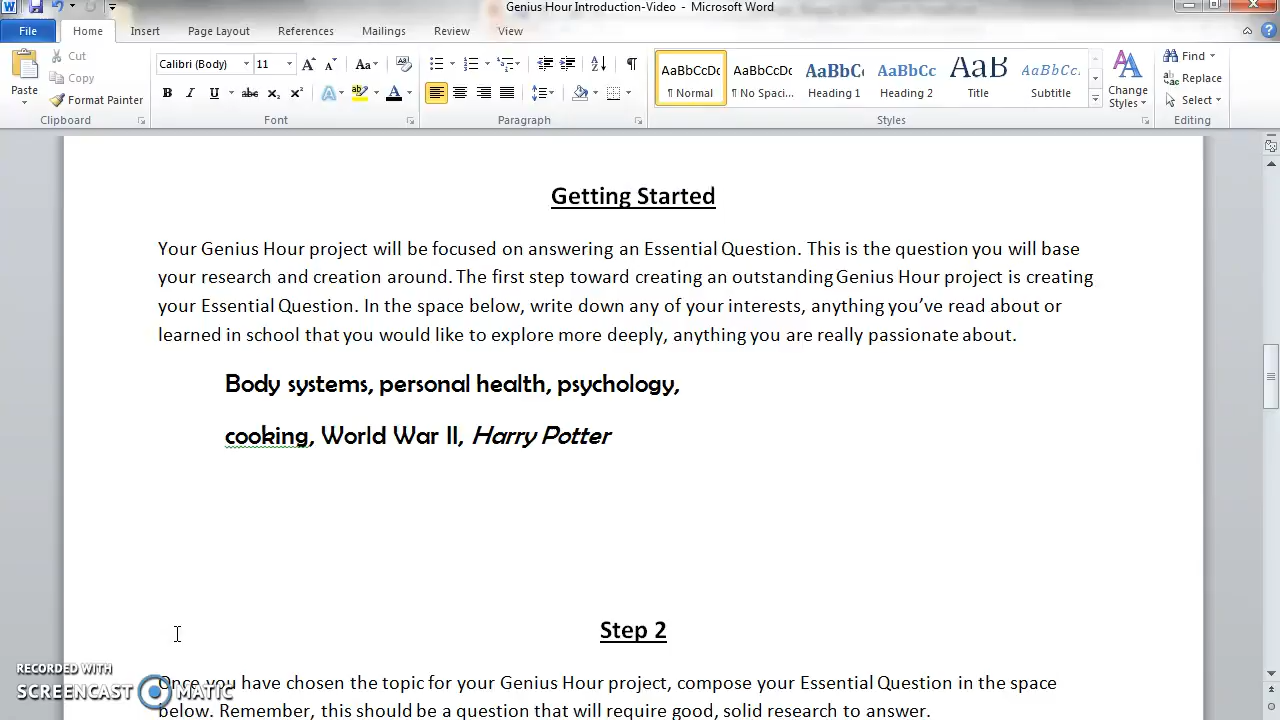 Genius Hour Introduction-Video - Microsoft Word
File Home Insert Page Layout References Mailings Review View
Cut
Copy
Format Painter
Paste
Clipboard
Calibri (Body) 11
Font
Paragraph
AaBbCcDc AaBbCcDc AaBbCc AaBbCc AaB AaBbCc.
¶ Normal ¶ No Spaci... Heading 1 Heading 2 Title Subtitle
Styles
Change Styles
Find
Replace
Select
Editing
Getting Started
Your Genius Hour project will be focused on answering an Essential Question. This is the question you will base
your research and creation around. The first step toward creating an outstanding Genius Hour project is creating
your Essential Question. In the space below, write down any of your interests, anything you’ve read about or
learned in school that you would like to explore more deeply, anything you are really passionate about.
Body systems, personal health, psychology,
cooking, World War II, Harry Potter
Step 2
Once you have chosen the topic for your Genius Hour project, compose your Essential Question in the space
below. Remember, this should be a question that will require good, solid research to answer.
RECORDED WITH
SCREENCAST MATIC